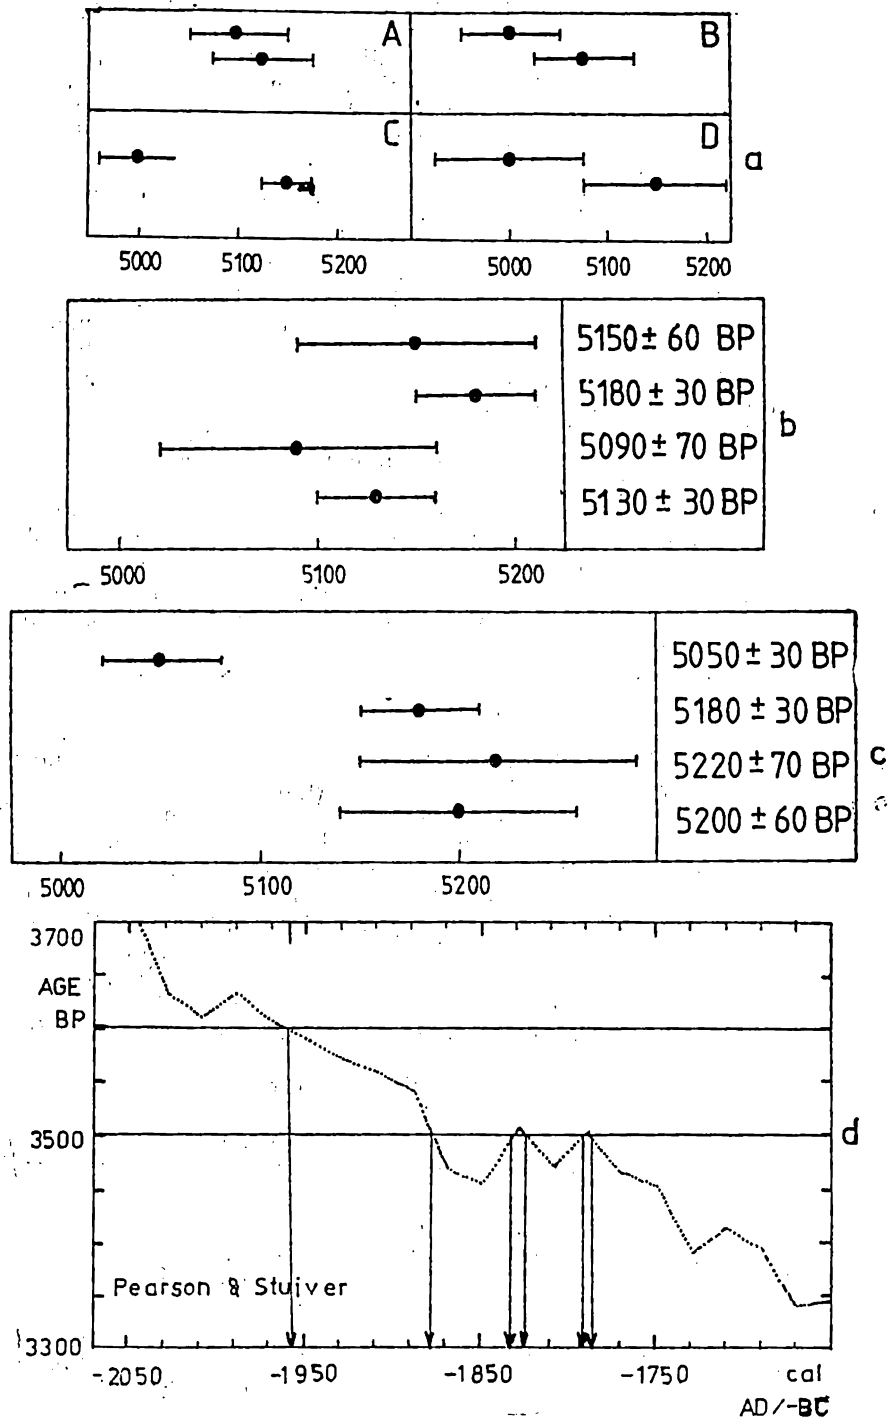 A B
C D a
5000 5100 5200 5000 5100 5200
5150 ± 60 BP
5180 ± 30 BP
5090 ± 70 BP
5130 ± 30 BP
b
5000 5100 5200
5050 ± 30 BP
5180 ± 30 BP
5220 ± 70 BP
5200 ± 60 BP
c
5000 5100 5200
3700
AGE
BP
3500
d
Pearson & Stuiver
3300
-2050 -1950 -1850 -1750 cal
AD/-BC